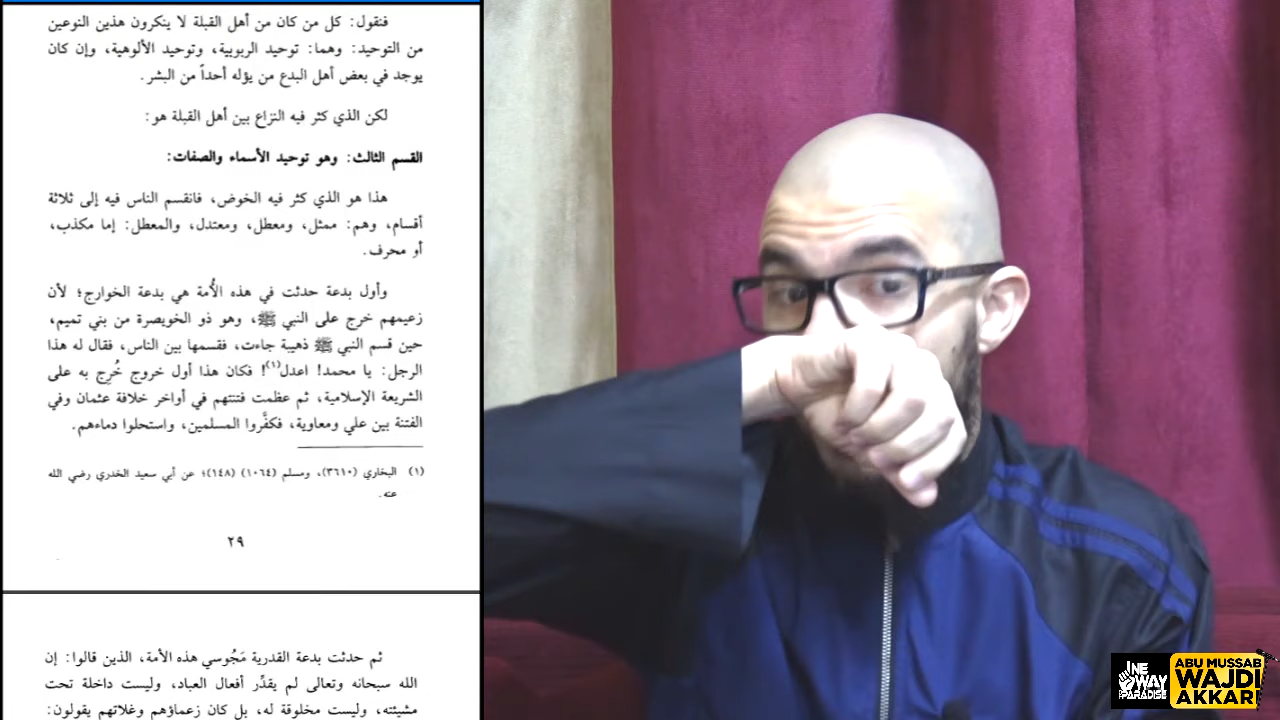 فنقول: كل من كان من أهل القبلة لا ينكرون هذين النوعين
من التوحيد: وهما: توحيد الربوبية، وتوحيد الألوهية، وإن كان
يوجد في بعض أهل البدع من يؤله أحداً من البشر.
لكن الذي كثر فيه النزاع بين أهل القبلة هو:
القسم الثالث: وهو توحيد الأسماء والصفات:
هذا هو الذي كثر فيه الخوض، فانقسم الناس فيه إلى ثلاثة
أقسام، وهم: ممثل، ومعطل، ومعتدل، والمعطل: إما مكذب،
أو محرف.
وأول بدعة حدثت في هذه الأُمة هي بدعة الخوارج؛ لأن
زعيمهم خرج على النبي ﷺ، وهو ذو الخويصرة من بني تميم،
حين قسم النبي ﷺ ذهيبة جاءت، فقسمها بين الناس، فقال له هذا
الرجل: يا محمد! اعدل(١)! فكان هذا أول خروج خُرِج به على
الشريعة الإسلامية، ثم عظمت فتنتهم في أواخر خلافة عثمان وفي
الفتنة بين علي ومعاوية، فكفَّروا المسلمين، واستحلوا دماءهم.
(١) البخاري (٣٦١٠)، ومسلم (١٠٦٤) (١٤٨)؛ عن أبي سعيد الخدري رضي الله
عنه.
٢٩
ثم حدثت بدعة القدرية مَجُوسي هذه الأمة، الذين قالوا: إن
الله سبحانه وتعالى لم يقدِّر أفعال العباد، وليست داخلة تحت
مشيئته، وليست مخلوقة له، بل كان زعماؤهم وغلاتهم يقولون:
ONE
WAY
PARADISE
ABU MUSSAB
WAJDI
AKKARI